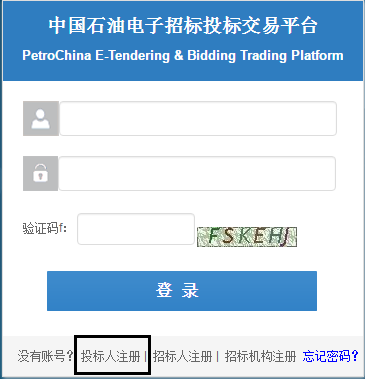 中国石油电子招标投标交易平台
PetroChina E-Tendering & Bidding Trading Platform
验证码f:
FSKEHJ
登 录
没有账号? 投标人注册 | 招标人注册 | 招标机构注册 忘记密码?